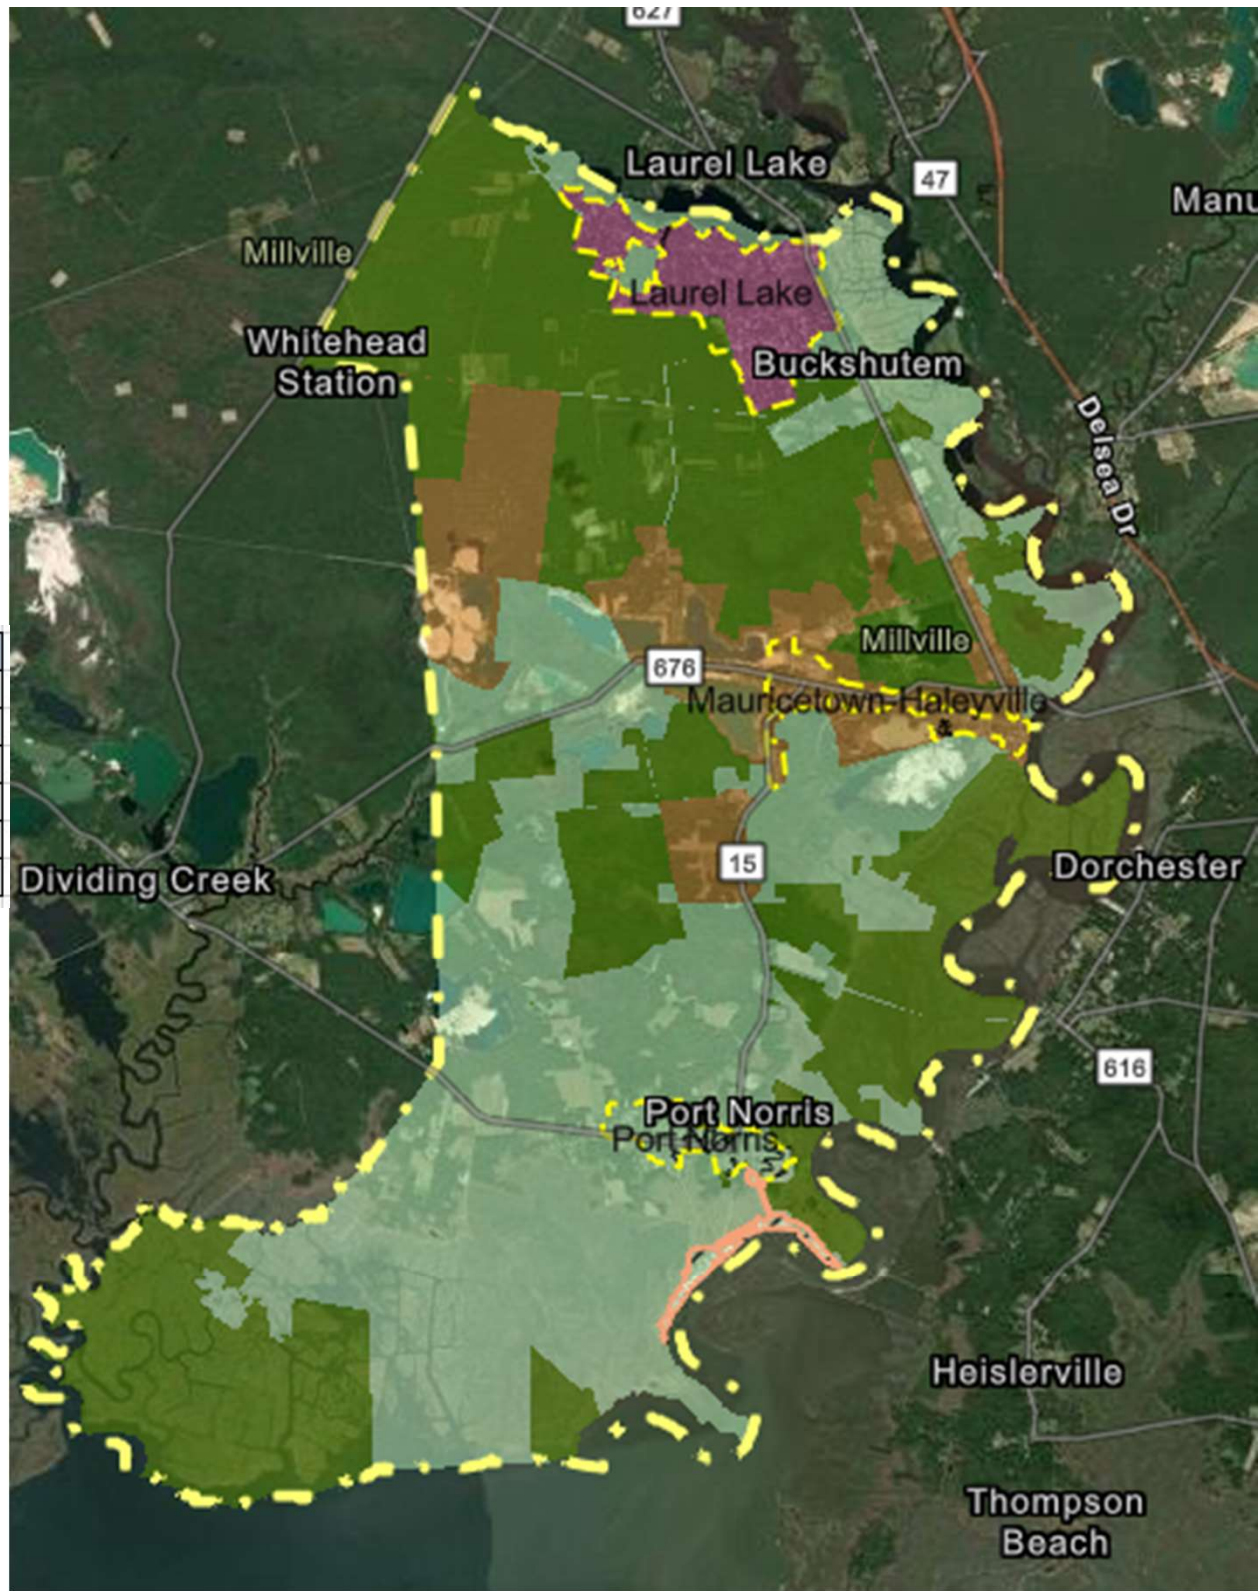 627
Laurel Lake
47
Manu
Millville
Laurel Lake
Whitehead
Station
Buckshutem
Delsea Dr
Millville
676
Mauricetown-Haleyville
&
15
Dividing Creek
Dorchester
616
Port Norris
Port Norris
Heislerville
Thompson
Beach